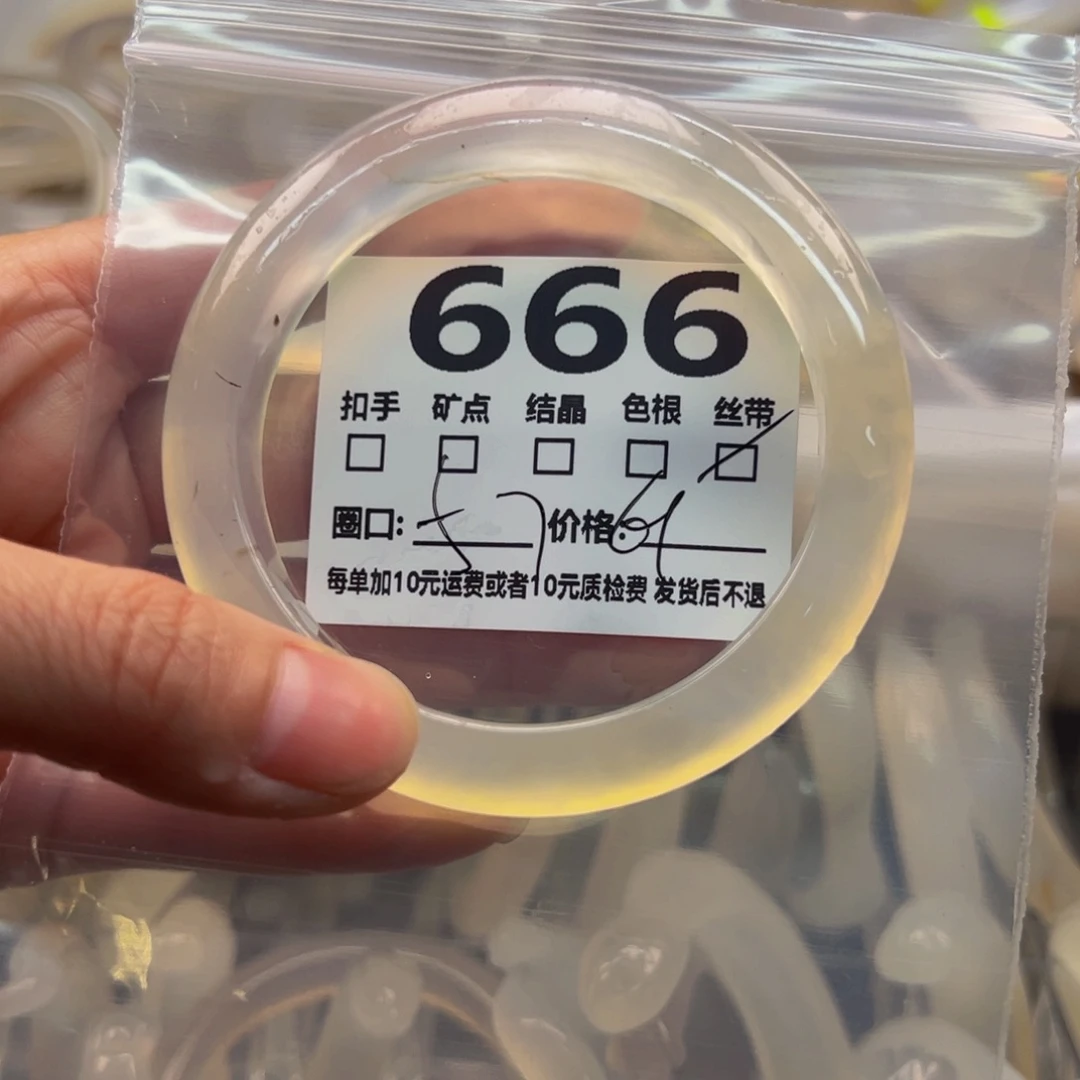 666
扣手 矿点 结晶 色根 丝带
圈口: 57 价格:
每单加10元运费或者10元质检费 发货后不退